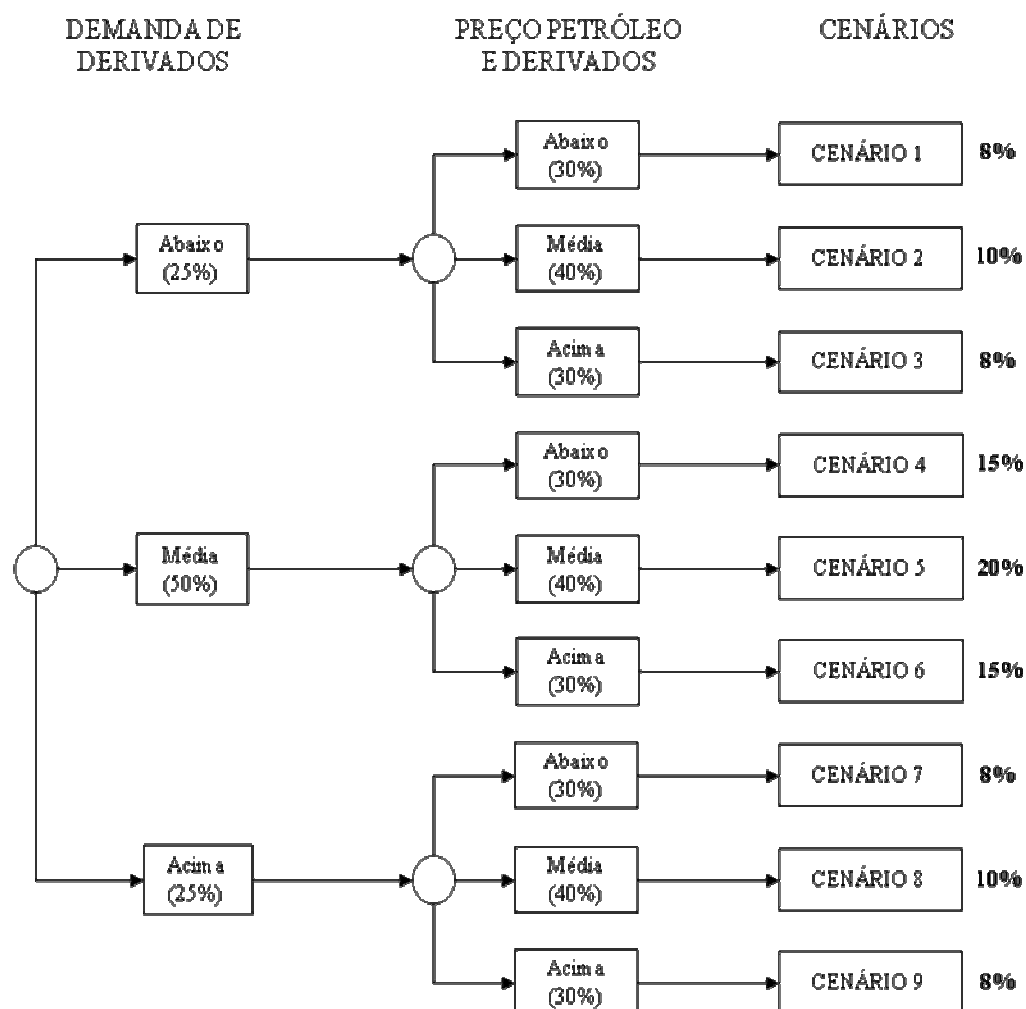 DEMANDA DE
DERIVADOS
PREÇO PETRÓLEO
E DERIVADOS
CENÁRIOS
Abaixo
(25%)
Abaixo
(30%)
CENÁRIO 1
8%
Média
(40%)
CENÁRIO 2
10%
Acima
(30%)
CENÁRIO 3
8%
Média
(50%)
Abaixo
(30%)
CENÁRIO 4
15%
Média
(40%)
CENÁRIO 5
20%
Acima
(30%)
CENÁRIO 6
15%
Acima
(25%)
Abaixo
(30%)
CENÁRIO 7
8%
Média
(40%)
CENÁRIO 8
10%
Acima
(30%)
CENÁRIO 9
8%